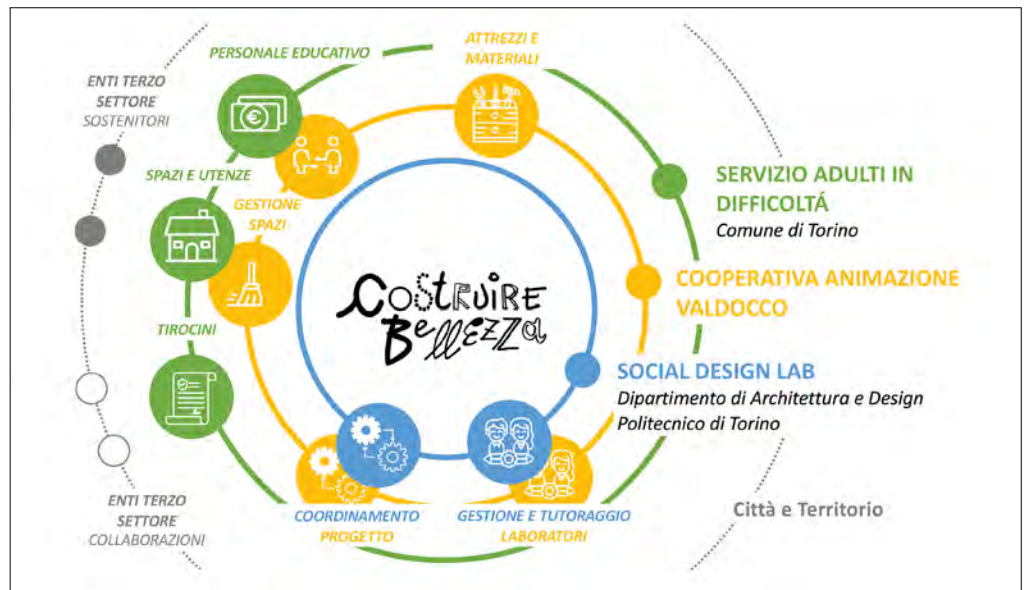 PERSONALE EDUCATIVO
ATTREZZI E
MATERIALI
ENTI TERZO
SETTORE
SOSTENITORI
SPAZI E UTENZE
GESTIONE
SPAZI
TIROCINI
COSTRUIRE
BELLEZZa
SERVIZIO ADULTI IN
DIFFICOLTÁ
Comune di Torino
COOPERATIVA ANIMAZIONE
VALDOCCO
SOCIAL DESIGN LAB
Dipartimento di Architettura e Design
Politecnico di Torino
ENTI TERZO
SETTORE
COLLABORAZIONI
COORDINAMENTO
PROGETTO
GESTIONE E TUTORAGGIO
LABORATORI
Città e Territorio